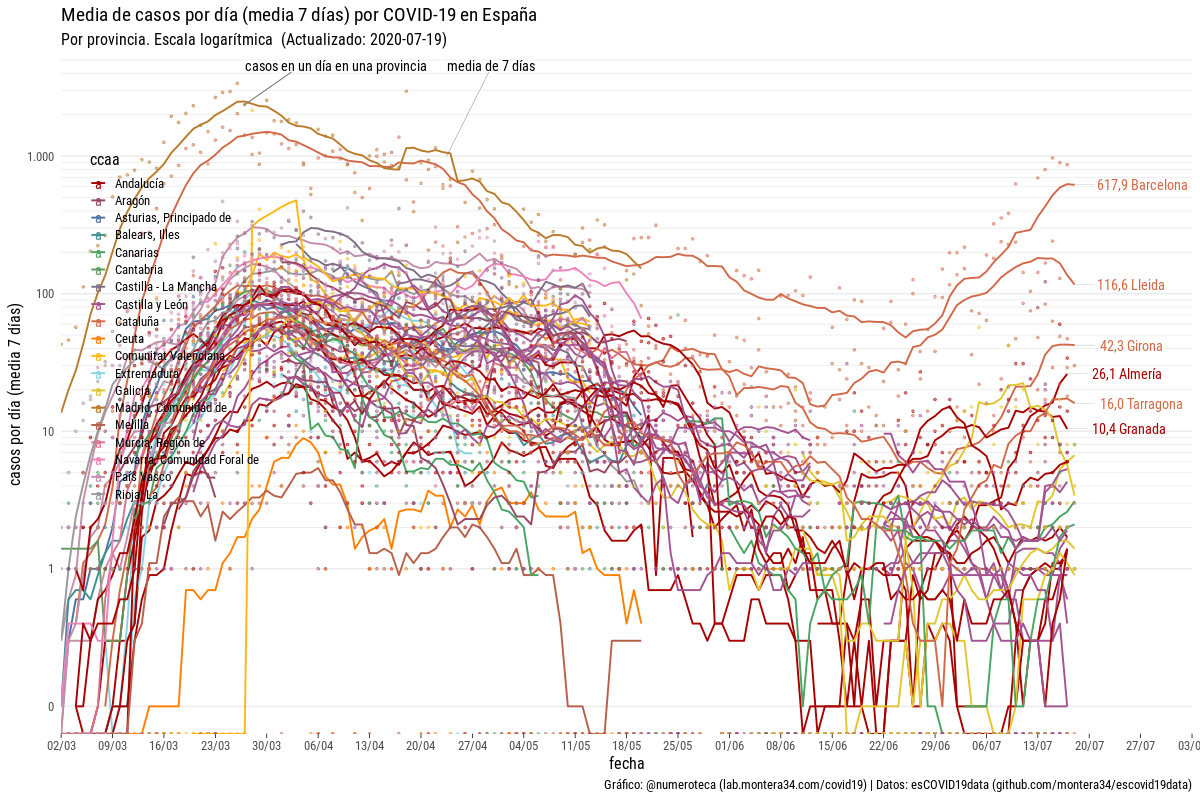 Media de casos por día (media 7 días) por COVID-19 en España
Por provincia. Escala logarítmica (Actualizado: 2020-07-19)
casos en un día en una provincia
media de 7 días
casos por día (media 7 días)
1.000
100
10
1
0
ccaa
Andalucía
Aragón
Asturias, Principado de
Balears, Illes
Canarias
Cantabria
Castilla - La Mancha
Castilla y León
Cataluña
Ceuta
Comunitat Valenciana
Extremadura
Galicia
Madrid, Comunidad de
Melilla
Murcia, Región de
Navarra, Comunidad Foral de
País Vasco
Rioja, La
617,9 Barcelona
116,6 Lleida
42,3 Girona
26,1 Almería
16,0 Tarragona
10,4 Granada
02/03 09/03 16/03 23/03 30/03 06/04 13/04 20/04 27/04 04/05 11/05 18/05 25/05 01/06 08/06 15/06 22/06 29/06 06/07 13/07 20/07 27/07 03/0
fecha
Gráfico: @numeroteca (lab.montera34.com/covid19) | Datos: esCOVID19data (github.com/montera34/escovid19data)